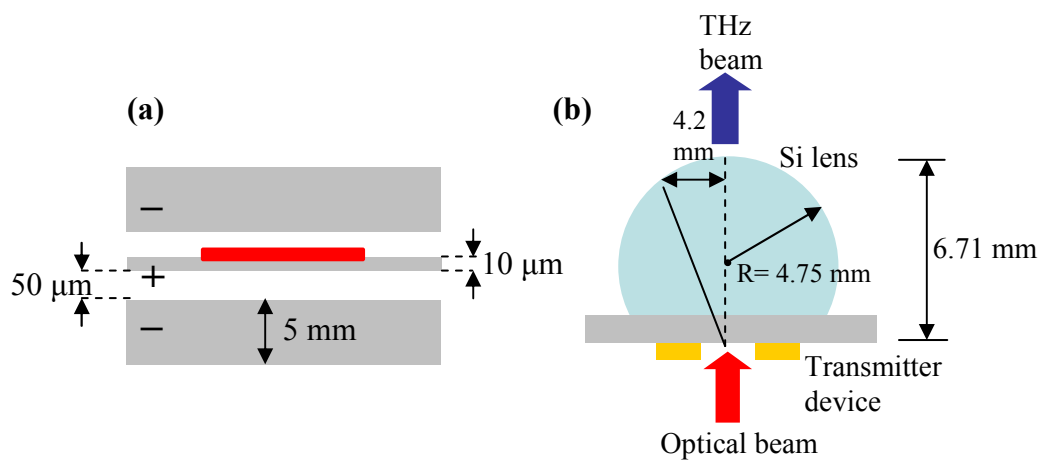 (a)
−
10 μm
50 μm
+
−
5 mm
(b)
THz
beam
4.2
mm
Si lens
R= 4.75 mm
6.71 mm
Transmitter
device
Optical beam